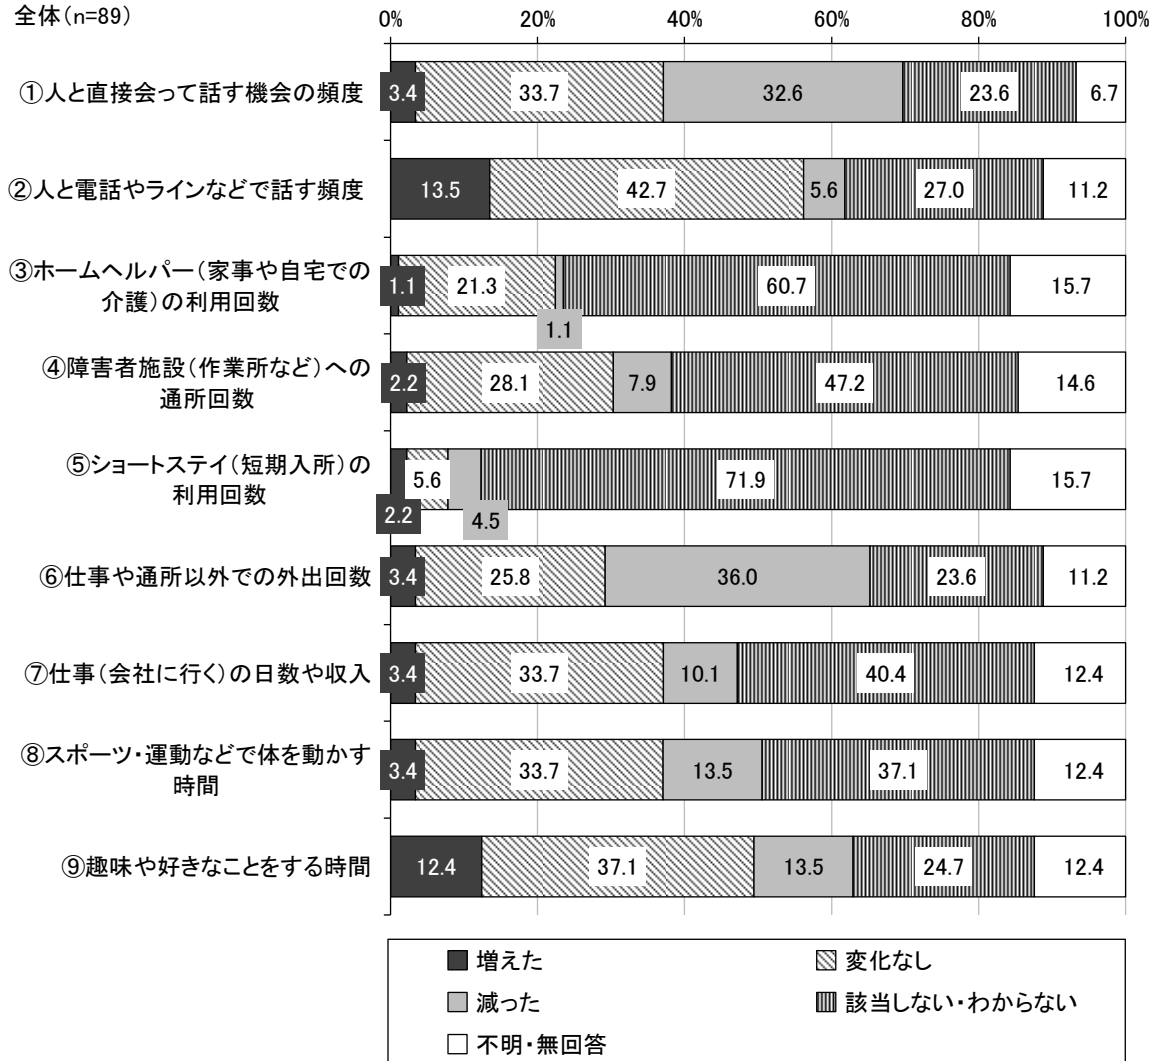 全体(n=89)
0% 20% 40% 60% 80% 100%
①人と直接会って話す機会の頻度
3.4 33.7 32.6 23.6 6.7
②人と電話やラインなどで話す頻度
13.5 42.7 5.6 27.0 11.2
③ホームヘルパー(家事や自宅での
介護)の利用回数
1.1 21.3 60.7 15.7
1.1
④障害者施設(作業所など)への
通所回数
2.2 28.1 7.9 47.2 14.6
⑤ショートステイ(短期入所)の
利用回数
5.6 71.9 15.7
2.2 4.5
⑥仕事や通所以外での外出回数
3.4 25.8 36.0 23.6 11.2
⑦仕事(会社に行く)の日数や収入
3.4 33.7 10.1 40.4 12.4
⑧スポーツ・運動などで体を動かす
時間
3.4 33.7 13.5 37.1 12.4
⑨趣味や好きなことをする時間
12.4 37.1 13.5 24.7 12.4
増えた 変化なし
減った 該当しない・わからない
不明・無回答